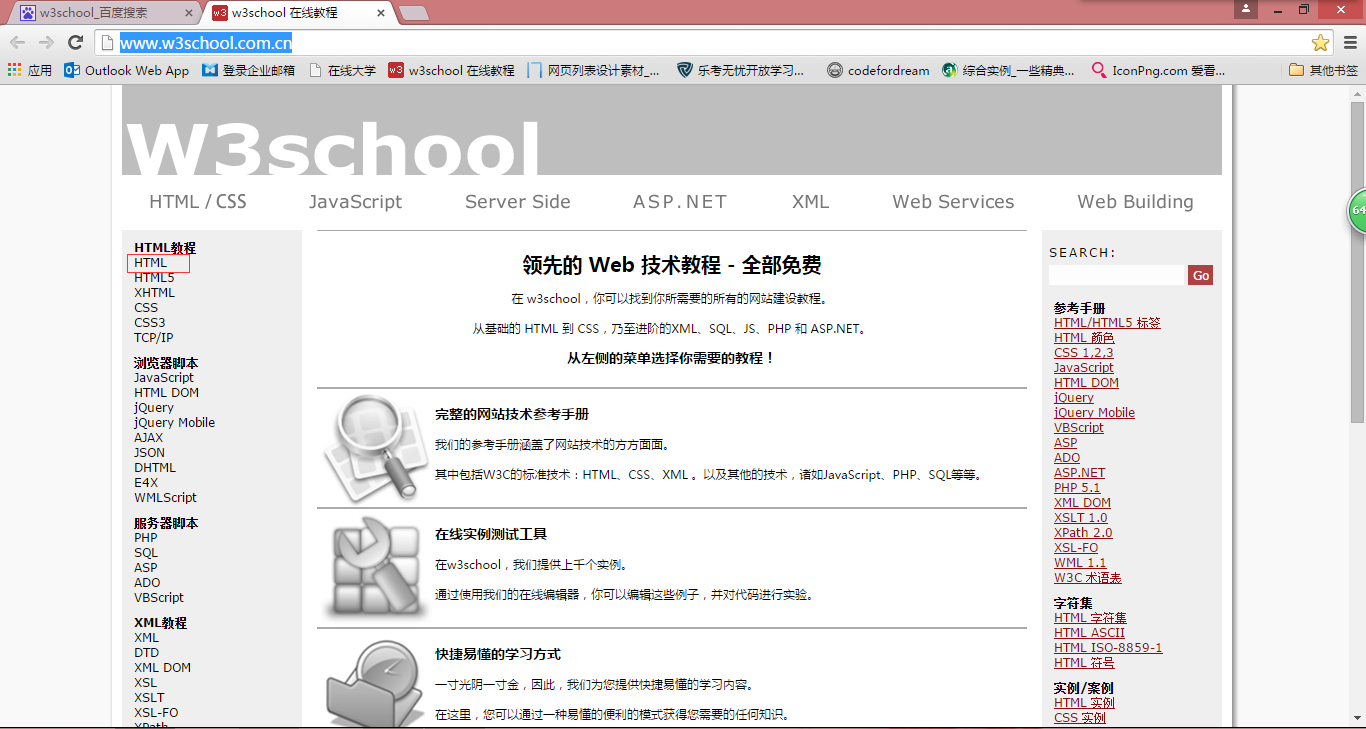 w3school_百度搜索
w3school 在线教程
www.w3school.com.cn
应用
Outlook Web App
登录企业邮箱
在线大学
w3school 在线教程
网页列表设计素材_...
乐考无忧开放学习...
codefordream
综合实例_一些精典...
IconPng.com 爱看...
其他书签
W3school
HTML / CSS
JavaScript
Server Side
ASP.NET
XML
Web Services
Web Building
HTML教程
HTML
HTML5
XHTML
CSS
CSS3
TCP/IP
浏览器脚本
JavaScript
HTML DOM
jQuery
jQuery Mobile
AJAX
JSON
DHTML
E4X
WMLScript
服务器脚本
PHP
SQL
ASP
ADO
VBScript
XML教程
XML
DTD
XML DOM
XSL
XSLT
XSL-FO
XPath
领先的 Web 技术教程 - 全部免费
在 w3school，你可以找到你所需要的所有的网站建设教程。
从基础的 HTML 到 CSS，乃至进阶的XML、SQL、JS、PHP 和 ASP.NET。
从左侧的菜单选择你需要的教程！
完整的网站技术参考手册
我们的参考手册涵盖了网站技术的方方面面。
其中包括W3C的标准技术：HTML、CSS、XML 。以及其他的技术，诸如JavaScript、PHP、SQL等等。
在线实例测试工具
在w3school，我们提供上千个实例。
通过使用我们的在线编辑器，你可以编辑这些例子，并对代码进行实验。
快捷易懂的学习方式
一寸光阴一寸金，因此，我们为您提供快捷易懂的学习内容。
在这里，您可以通过一种易懂的便利的模式获得您需要的任何知识。
SEARCH:
Go
参考手册
HTML/HTML5 标签
HTML 颜色
CSS 1,2,3
JavaScript
HTML DOM
jQuery
jQuery Mobile
VBScript
ASP
ADO
ASP.NET
PHP 5.1
XML DOM
XSLT 1.0
XPath 2.0
XSL-FO
WML 1.1
W3C 术语表
字符集
HTML 字符集
HTML ASCII
HTML ISO-8859-1
HTML 符号
实例/案例
HTML 实例
CSS 实例
64